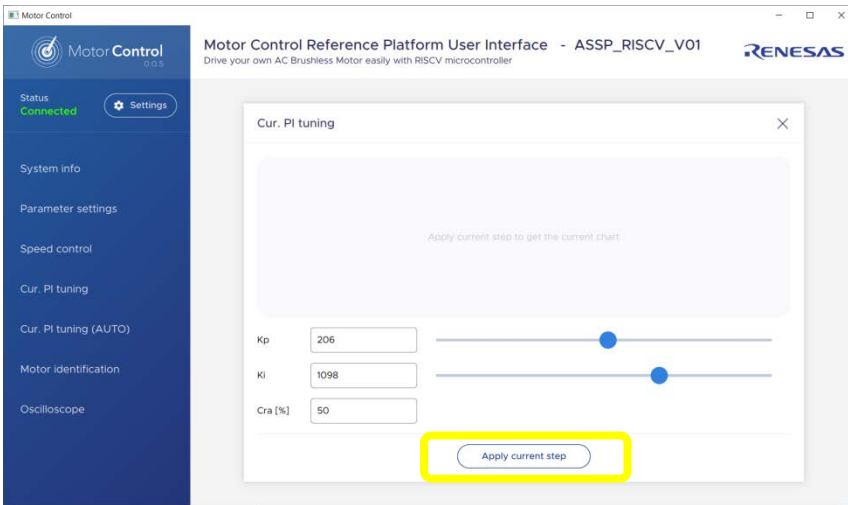 Motor Control
Motor Control
0.0.5
Motor Control Reference Platform User Interface - ASSP_RISCV_V01
Drive your own AC Brushless Motor easily with RISCV microcontroller
RENESAS
Status
Connected
Settings
System info
Parameter settings
Speed control
Cur. PI tuning
Cur. PI tuning (AUTO)
Motor identification
Oscilloscope
Cur. PI tuning
Apply current step to get the current chart
Kp
206
Ki
1098
Cra [%]
50
Apply current step